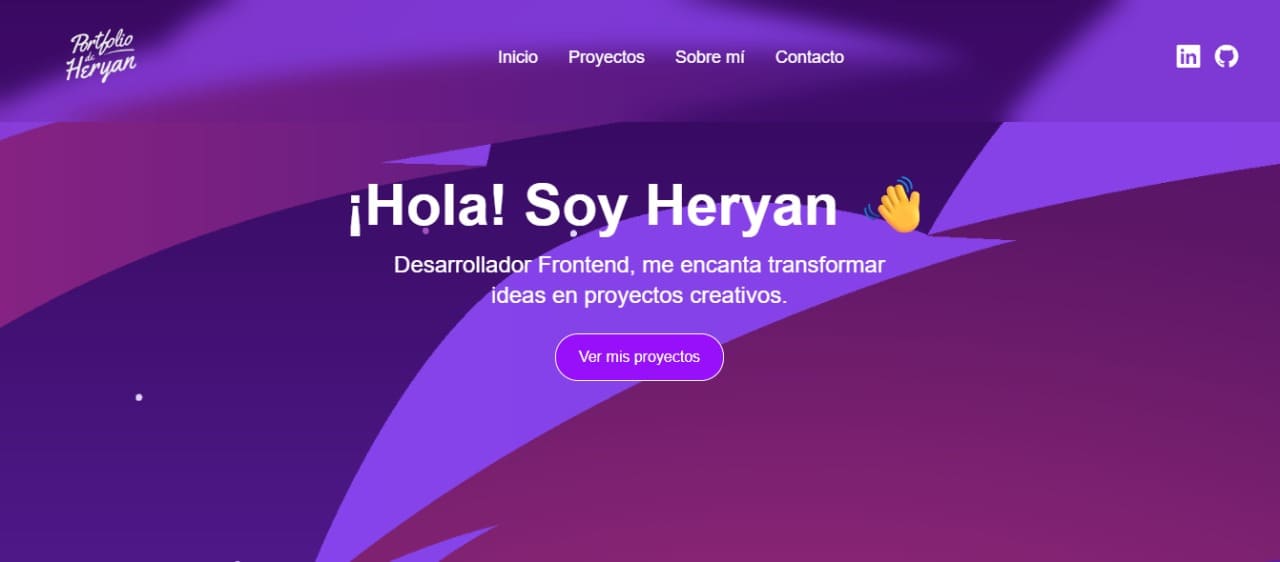 Portfolio
de
Heryan
Inicio Proyectos Sobre mí Contacto
¡Hola! Soy Heryan 👋
Desarrollador Frontend, me encanta transformar
ideas en proyectos creativos.
Ver mis proyectos